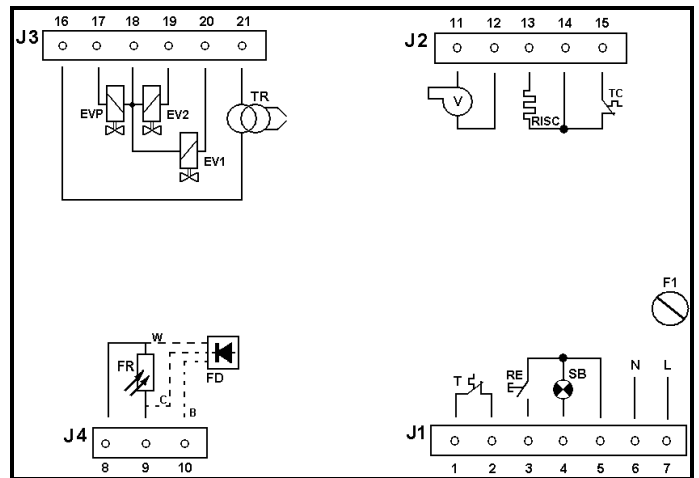 16 17 18 19 20 21
J3
EVP
EV2
TR
EV1
11 12 13 14 15
J2
V
RISC
TC
F1
W
FR
FD
C
B
J4
8 9 10
T
RE
SB
N
L
J1
1 2 3 4 5 6 7